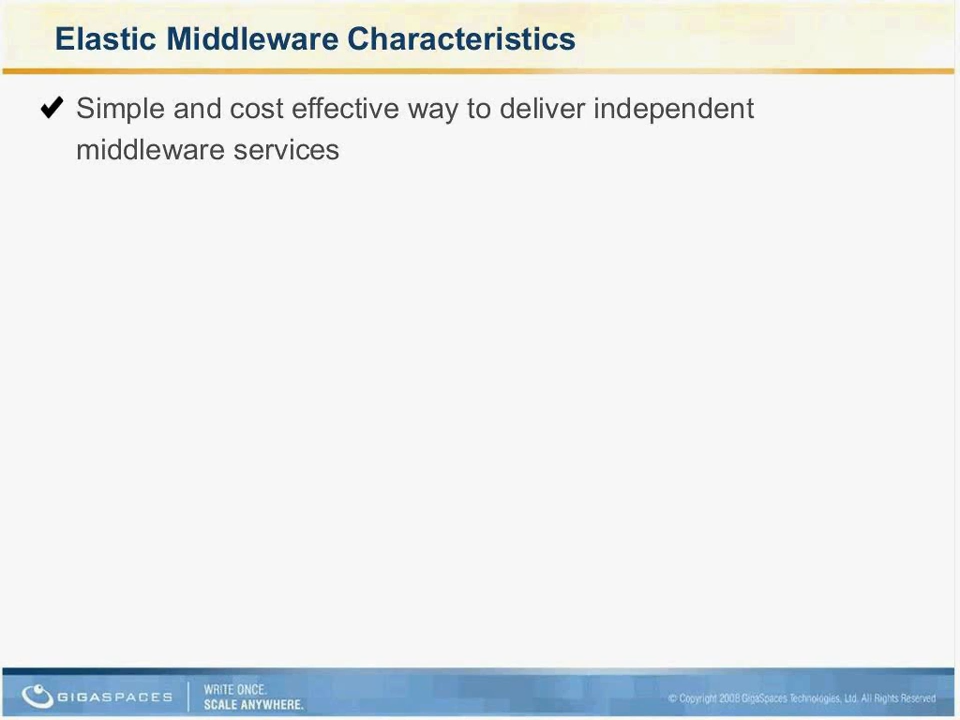 Elastic Middleware Characteristics
Simple and cost effective way to deliver independent
middleware services
GIGASPACES
WRITE ONCE.
SCALE ANYWHERE.
© Copyright 2008 GigaSpaces Technologies, Ltd. All Rights Reserved